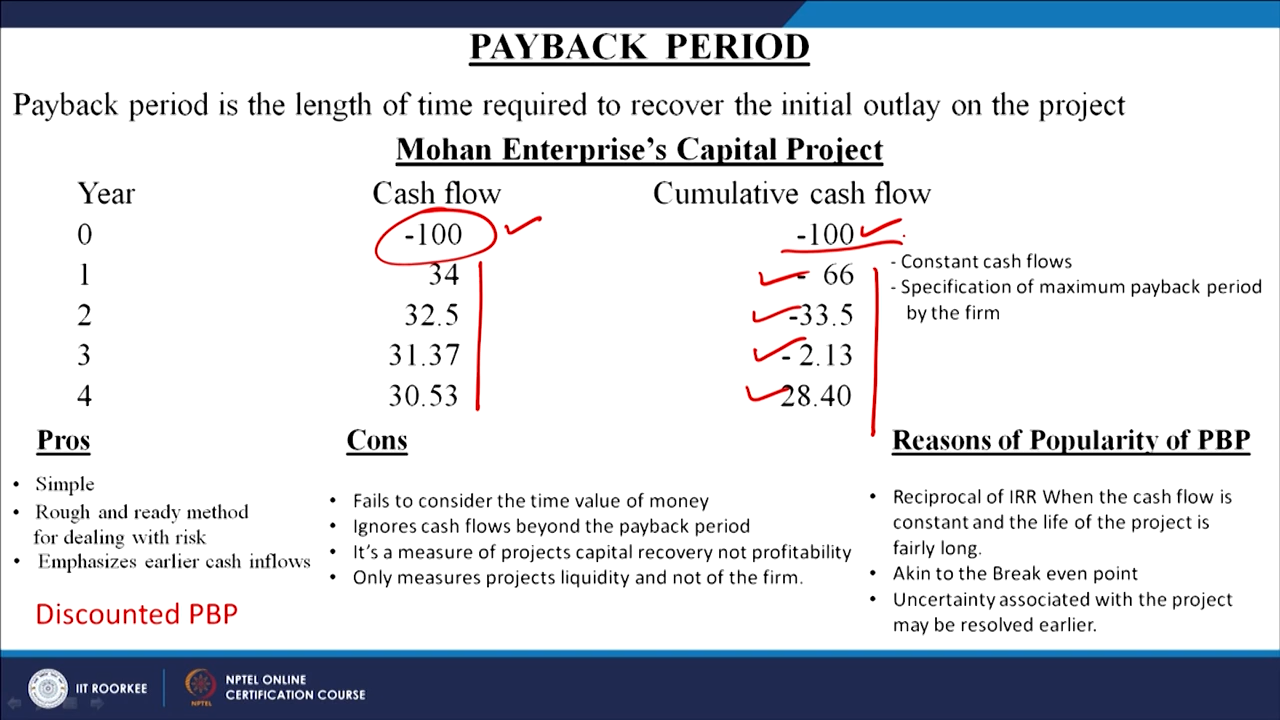 PAYBACK PERIOD
Payback period is the length of time required to recover the initial outlay on the project
Mohan Enterprise's Capital Project
Year Cash flow Cumulative cash flow
0 -100 -100
1 34 - 66
2 32.5 -33.5
3 31.37 - 2.13
4 30.53 28.40
- Constant cash flows
- Specification of maximum payback period
by the firm
Pros
• Simple
• Rough and ready method
for dealing with risk
• Emphasizes earlier cash inflows
Discounted PBP
Cons
• Fails to consider the time value of money
• Ignores cash flows beyond the payback period
• It's a measure of projects capital recovery not profitability
• Only measures projects liquidity and not of the firm.
Reasons of Popularity of PBP
• Reciprocal of IRR When the cash flow is
constant and the life of the project is
fairly long.
• Akin to the Break even point
• Uncertainty associated with the project
may be resolved earlier.
IIT ROORKEE
NPTEL
NPTEL ONLINE
CERTIFICATION COURSE